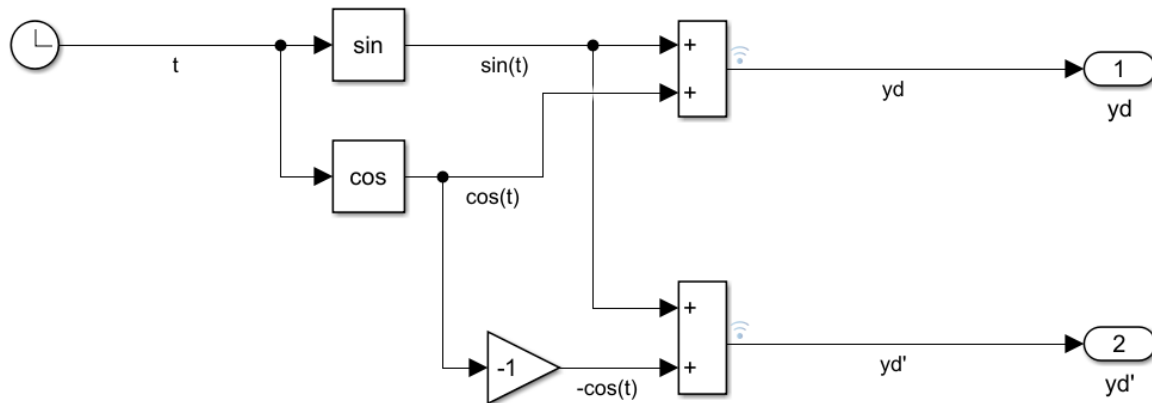 t
sin
sin(t)
+
+
yd
1
yd
cos
cos(t)
-1
-cos(t)
+
+
yd'
2
yd'